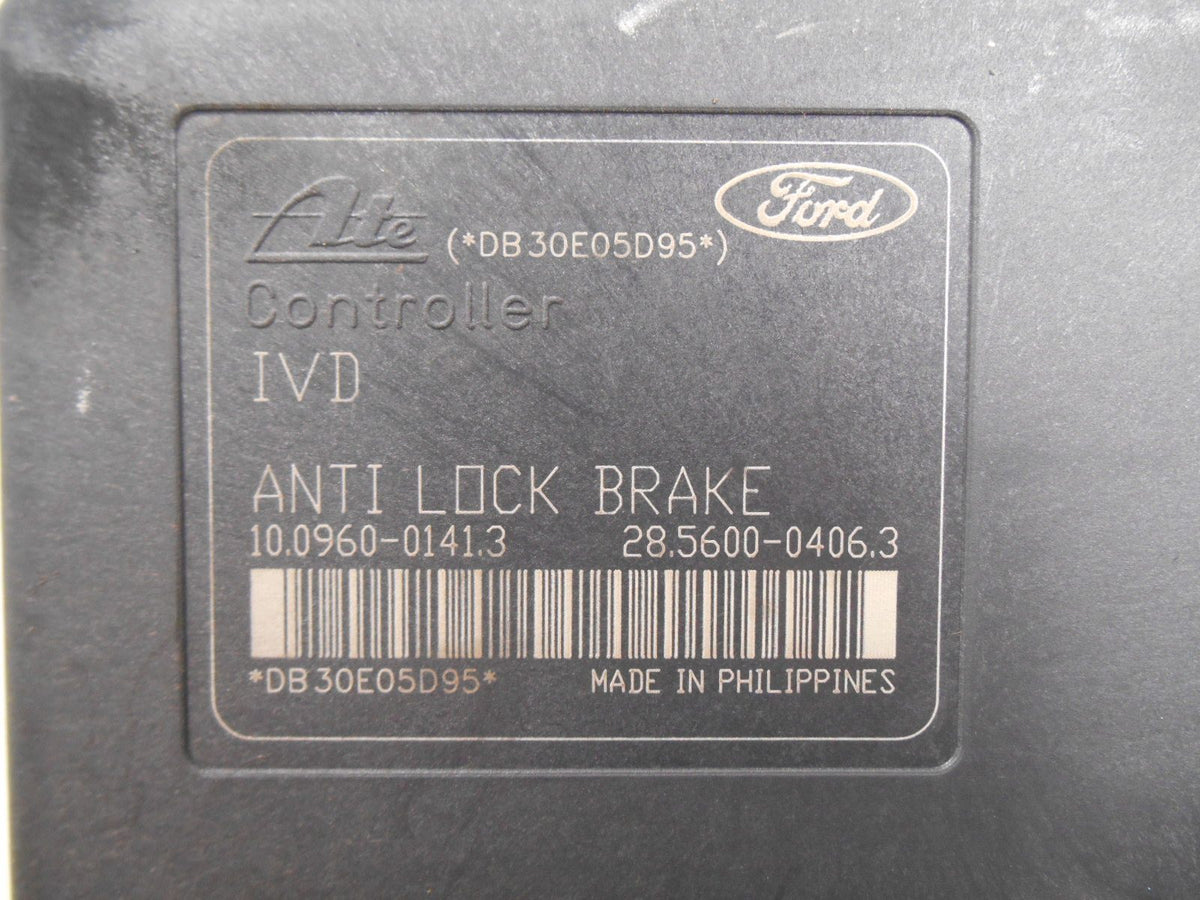 Ate (*DB30E05D95*) Ford
Controller
IVD
ANTI LOCK BRAKE
10.0960-0141.3 28.5600-0406.3
*DB30E05D95* MADE IN PHILIPPINES